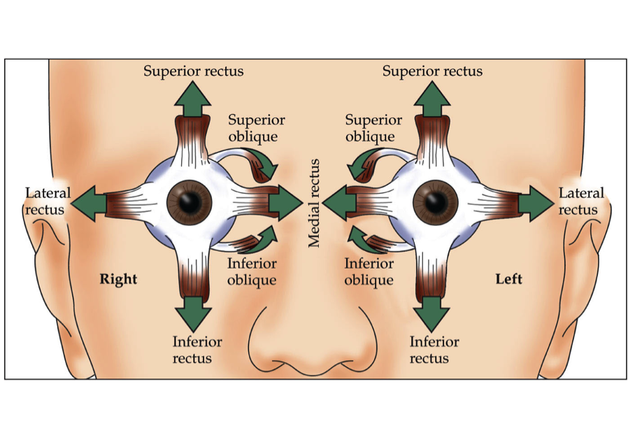 Superior rectus
Superior rectus
Superior
oblique
Superior
oblique
Lateral
rectus
Medial rectus
Lateral
rectus
Right
Inferior
oblique
Inferior
oblique
Left
Inferior
rectus
Inferior
rectus